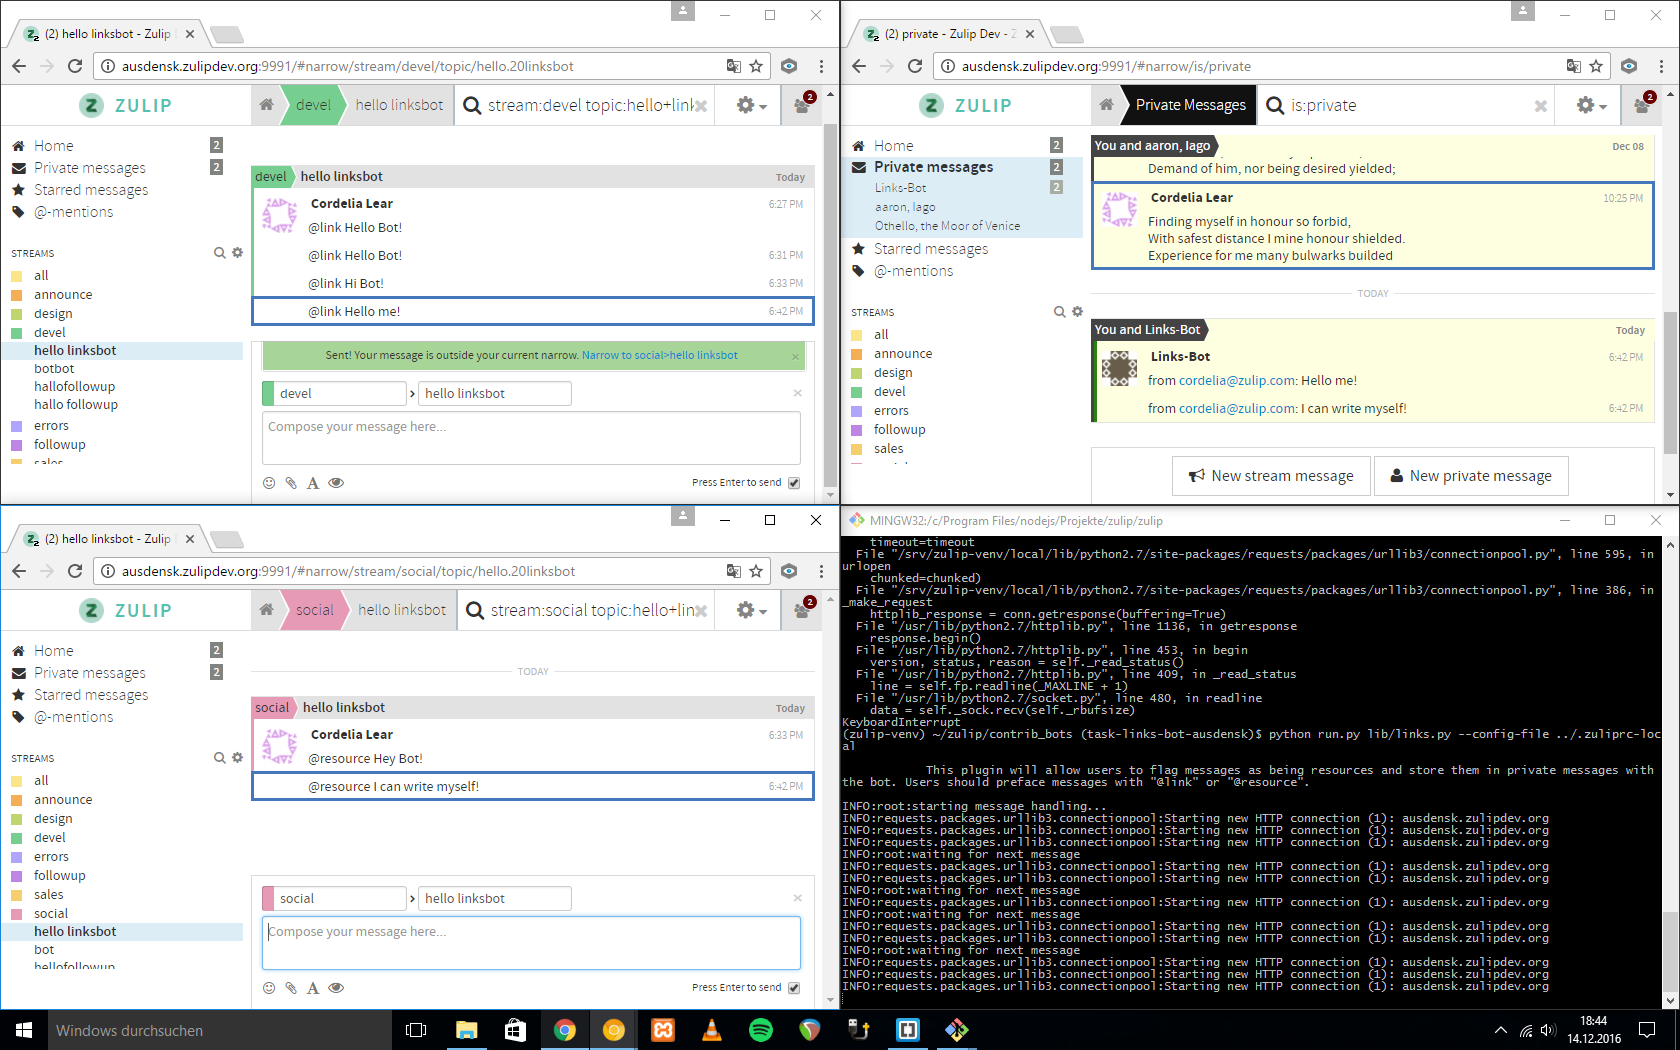 (2) hello linksbot - Zulip
ausdensk.zulipdev.org:9991/#narrow/stream/devel/topic/hello.20linksbot
ZULIP
devel
hello linksbot
stream:devel topic:hello+link
2
Home 2
Private messages 2
Starred messages
@-mentions
STREAMS
all
announce
design
devel
hello linksbot
botbot
hallofollowup
hallo followup
errors
followup
sales
devel hello linksbot Today
Cordelia Lear 6:27 PM
@link Hello Bot!
@link Hello Bot! 6:31 PM
@link Hi Bot! 6:33 PM
@link Hello me! 6:42 PM
Sent! Your message is outside your current narrow. Narrow to social>hello linksbot
devel > hello linksbot
Compose your message here...
Press Enter to send
(2) private - Zulip Dev - Z
ausdensk.zulipdev.org:9991/#narrow/is/private
ZULIP
Private Messages
is:private
2
Home 2
Private messages 2
Links-Bot 2
aaron, Iago
Othello, the Moor of Venice
Starred messages
@-mentions
STREAMS
all
announce
design
devel
errors
followup
sales
You and aaron, Iago Dec 08
Demand of him, nor being desired yielded;
Cordelia Lear 10:25 PM
Finding myself in honour so forbid,
With safest distance I mine honour shielded.
Experience for me many bulwarks builded
TODAY
You and Links-Bot Today
Links-Bot 6:42 PM
from cordelia@zulip.com: Hello me!
from cordelia@zulip.com: I can write myself! 6:42 PM
New stream message
New private message
(2) hello linksbot - Zulip
ausdensk.zulipdev.org:9991/#narrow/stream/social/topic/hello.20linksbot
ZULIP
social
hello linksbot
stream:social topic:hello+lin
2
Home 2
Private messages 2
Starred messages
@-mentions
STREAMS
all
announce
design
devel
errors
followup
sales
social
hello linksbot
bot
hellofollowup
TODAY
social hello linksbot Today
Cordelia Lear 6:33 PM
@resource Hey Bot!
@resource I can write myself! 6:42 PM
social > hello linksbot
Compose your message here...
Press Enter to send
MINGW32:/c/Program Files/nodejs/Projekte/zulip/zulip
timeout=timeout
File "/srv/zulip-venv/local/lib/python2.7/site-packages/requests/packages/urllib3/connectionpool.py", line 595, in
urlopen
chunked=chunked)
File "/srv/zulip-venv/local/lib/python2.7/site-packages/requests/packages/urllib3/connectionpool.py", line 386, in
_make_request
httplib_response = conn.getresponse(buffering=True)
File "/usr/lib/python2.7/httplib.py", line 1136, in getresponse
response.begin()
File "/usr/lib/python2.7/httplib.py", line 453, in begin
version, status, reason = self._read_status()
File "/usr/lib/python2.7/httplib.py", line 409, in _read_status
line = self.fp.readline(_MAXLINE + 1)
File "/usr/lib/python2.7/socket.py", line 480, in readline
data = self._sock.recv(self._rbufsize)
KeyboardInterrupt
(zulip-venv) ~/zulip/contrib_bots (task-links-bot-ausdensk)$ python run.py lib/links.py --config-file ../.zuliprc-loc
al
This plugin will allow users to flag messages as being resources and store them in private messages with
the bot. Users should preface messages with "@link" or "@resource".
INFO:root:starting message handling...
INFO:requests.packages.urllib3.connectionpool:Starting new HTTP connection (1): ausdensk.zulipdev.org
INFO:requests.packages.urllib3.connectionpool:Starting new HTTP connection (1): ausdensk.zulipdev.org
INFO:requests.packages.urllib3.connectionpool:Starting new HTTP connection (1): ausdensk.zulipdev.org
INFO:root:waiting for next message
INFO:requests.packages.urllib3.connectionpool:Starting new HTTP connection (1): ausdensk.zulipdev.org
INFO:requests.packages.urllib3.connectionpool:Starting new HTTP connection (1): ausdensk.zulipdev.org
INFO:root:waiting for next message
INFO:requests.packages.urllib3.connectionpool:Starting new HTTP connection (1): ausdensk.zulipdev.org
INFO:root:waiting for next message
INFO:requests.packages.urllib3.connectionpool:Starting new HTTP connection (1): ausdensk.zulipdev.org
INFO:requests.packages.urllib3.connectionpool:Starting new HTTP connection (1): ausdensk.zulipdev.org
INFO:root:waiting for next message
INFO:requests.packages.urllib3.connectionpool:Starting new HTTP connection (1): ausdensk.zulipdev.org
INFO:requests.packages.urllib3.connectionpool:Starting new HTTP connection (1): ausdensk.zulipdev.org
INFO:requests.packages.urllib3.connectionpool:Starting new HTTP connection (1): ausdensk.zulipdev.org
Windows durchsuchen
18:44
14.12.2016